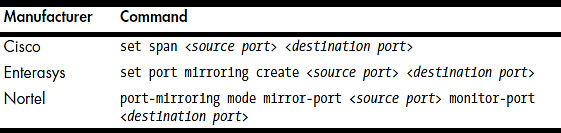 Manufacturer Command
Cisco set span <source port> <destination port>
Enterasys set port mirroring create <source port> <destination port>
Nortel port-mirroring mode mirror-port <source port> monitor-port
<destination port>